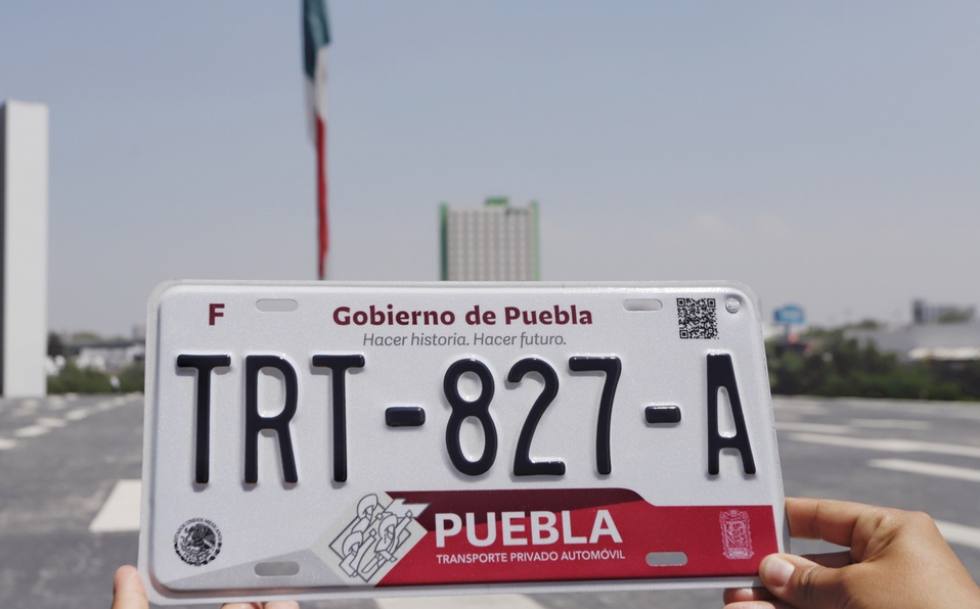 F
Gobierno de Puebla
Hacer historia. Hacer futuro.
TRT-827-A
PUEBLA
TRANSPORTE PRIVADO AUTOMÓVIL